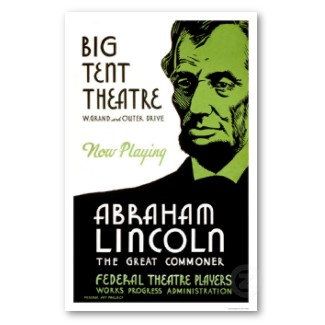 BIG
TENT
THEATRE
W. GRAND and OUTER DRIVE
Now Playing
ABRAHAM
LINCOLN
THE GREAT COMMONER
FEDERAL THEATRE PLAYERS
WORKS PROGRESS ADMINISTRATION